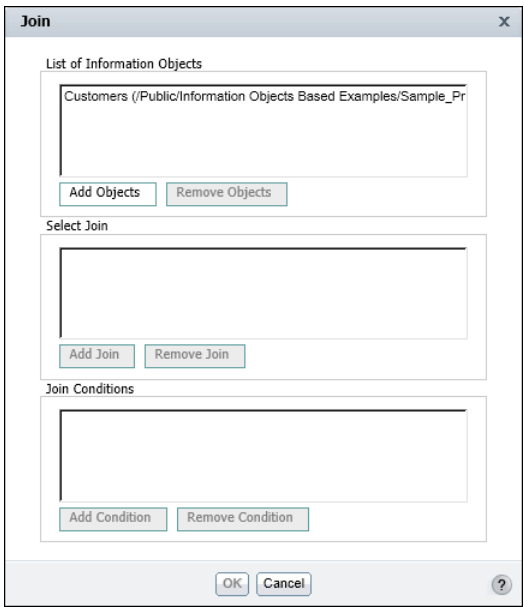 Join
x
List of Information Objects
Customers (/Public/Information Objects Based Examples/Sample_Pr
Add Objects Remove Objects
Select Join
Add Join Remove Join
Join Conditions
Add Condition Remove Condition
OK Cancel ?